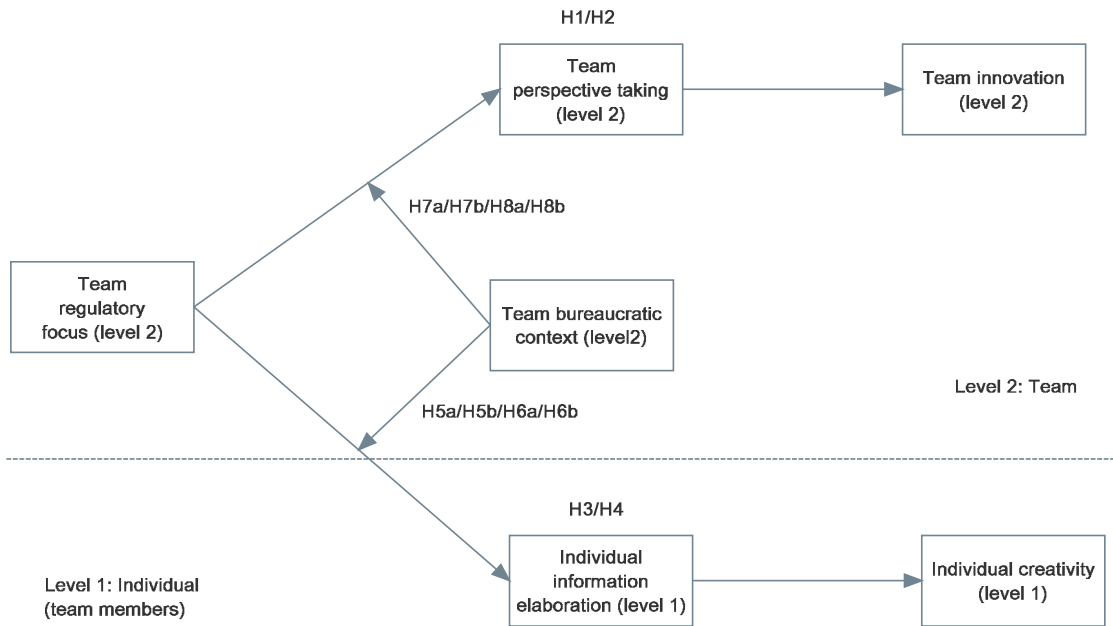 H1/H2
Team
perspective taking
(level 2)
Team innovation
(level 2)
H7a/H7b/H8a/H8b
Team
regulatory
focus (level 2)
Team bureaucratic
context (level2)
Level 2: Team
H5a/H5b/H6a/H6b
H3/H4
Individual
information
elaboration (level 1)
Individual creativity
(level 1)
Level 1: Individual
(team members)